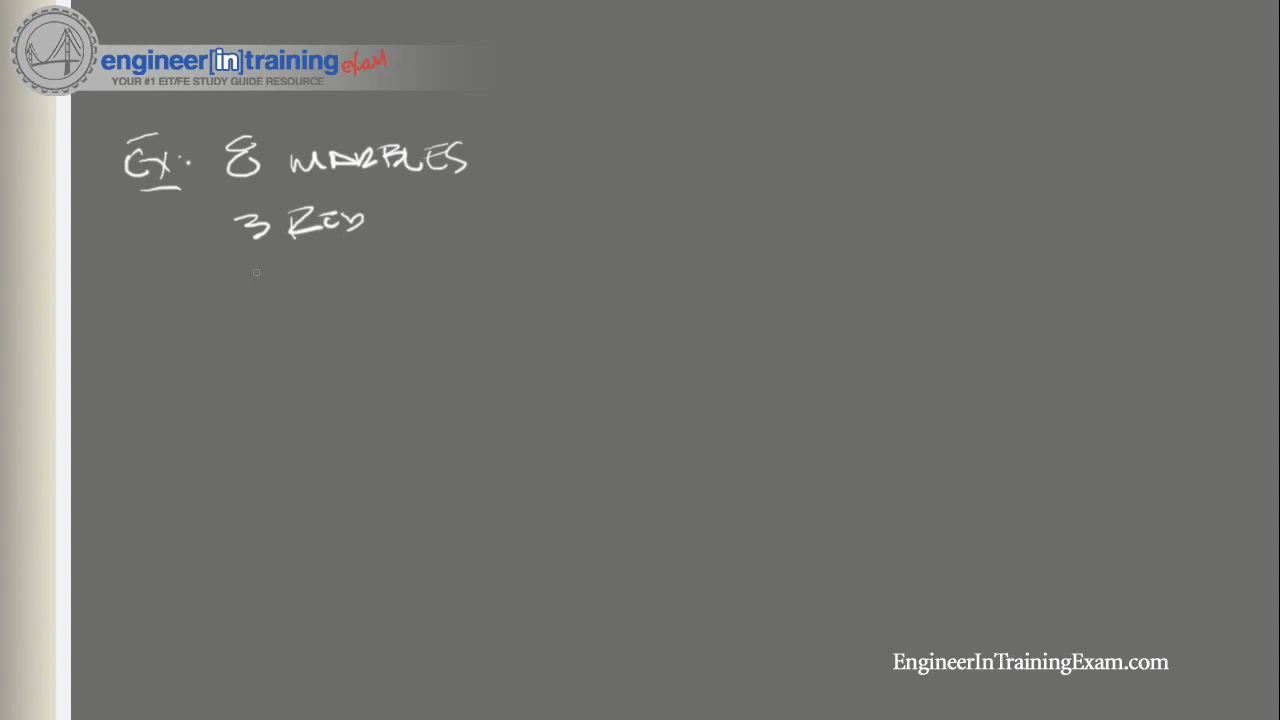 engineer[in]training exam
YOUR #1 EIT/FE STUDY GUIDE RESOURCE
Ex: 8 MARBLES
3 RED
EngineerInTrainingExam.com